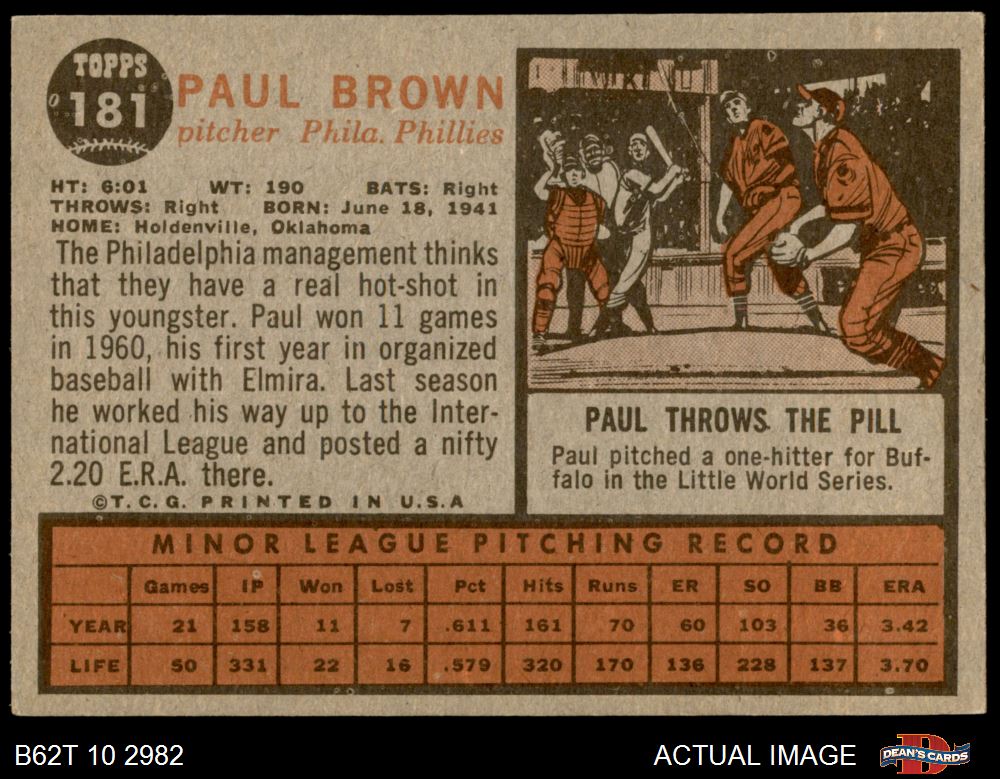 TOPPS
181
PAUL BROWN
pitcher Phila. Phillies
HT: 6:01 WT: 190 BATS: Right
THROWS: Right BORN: June 18, 1941
HOME: Holdenville, Oklahoma
The Philadelphia management thinks
that they have a real hot-shot in
this youngster. Paul won 11 games
in 1960, his first year in organized
baseball with Elmira. Last season
he worked his way up to the Inter-
national League and posted a nifty
2.20 E.R.A. there.
©T.C.G. PRINTED IN U.S.A
PAUL THROWS THE PILL
Paul pitched a one-hitter for Buf-
falo in the Little World Series.
MINOR LEAGUE PITCHING RECORD
Games IP Won Lost Pct Hits Runs ER SO BB ERA
YEAR 21 158 11 7 .611 161 70 60 103 36 3.42
LIFE 50 331 22 16 .579 320 170 136 228 137 3.70
B62T 10 2982
ACTUAL IMAGE
DEAN'S CARDS